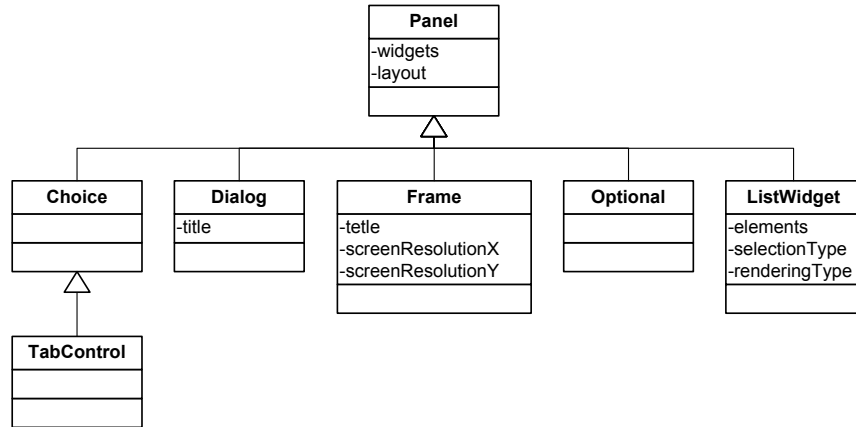 Panel
-widgets
-layout
Choice
Dialog
-title
Frame
-tetle
-screenResolutionX
-screenResolutionY
Optional
ListWidget
-elements
-selectionType
-renderingType
TabControl